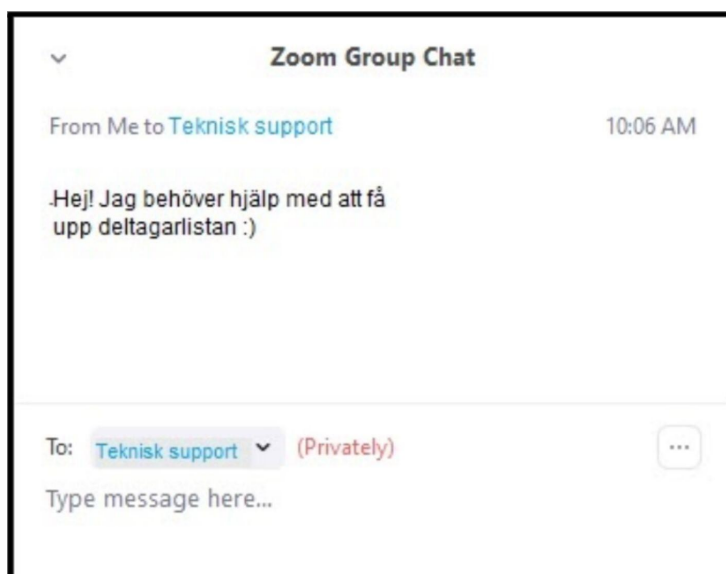 Zoom Group Chat
From Me to Teknisk support 10:06 AM
Hej! Jag behöver hjälp med att få
upp deltagarlistan :)
To: Teknisk support (Privately) ...
Type message here...